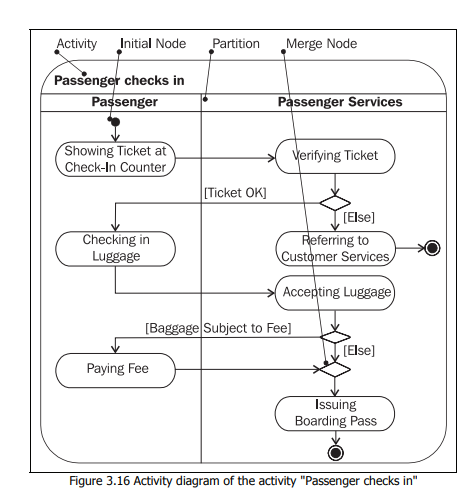 Activity Initial Node Partition Merge Node
Passenger checks in
Passenger Passenger Services
Showing Ticket at
Check-In Counter
Verifying Ticket
[Ticket OK]
[Else]
Checking in
Luggage
Referring to
Customer Services
Accepting Luggage
[Baggage Subject to Fee]
[Else]
Paying Fee
Issuing
Boarding Pass
Figure 3.16 Activity diagram of the activity "Passenger checks in"